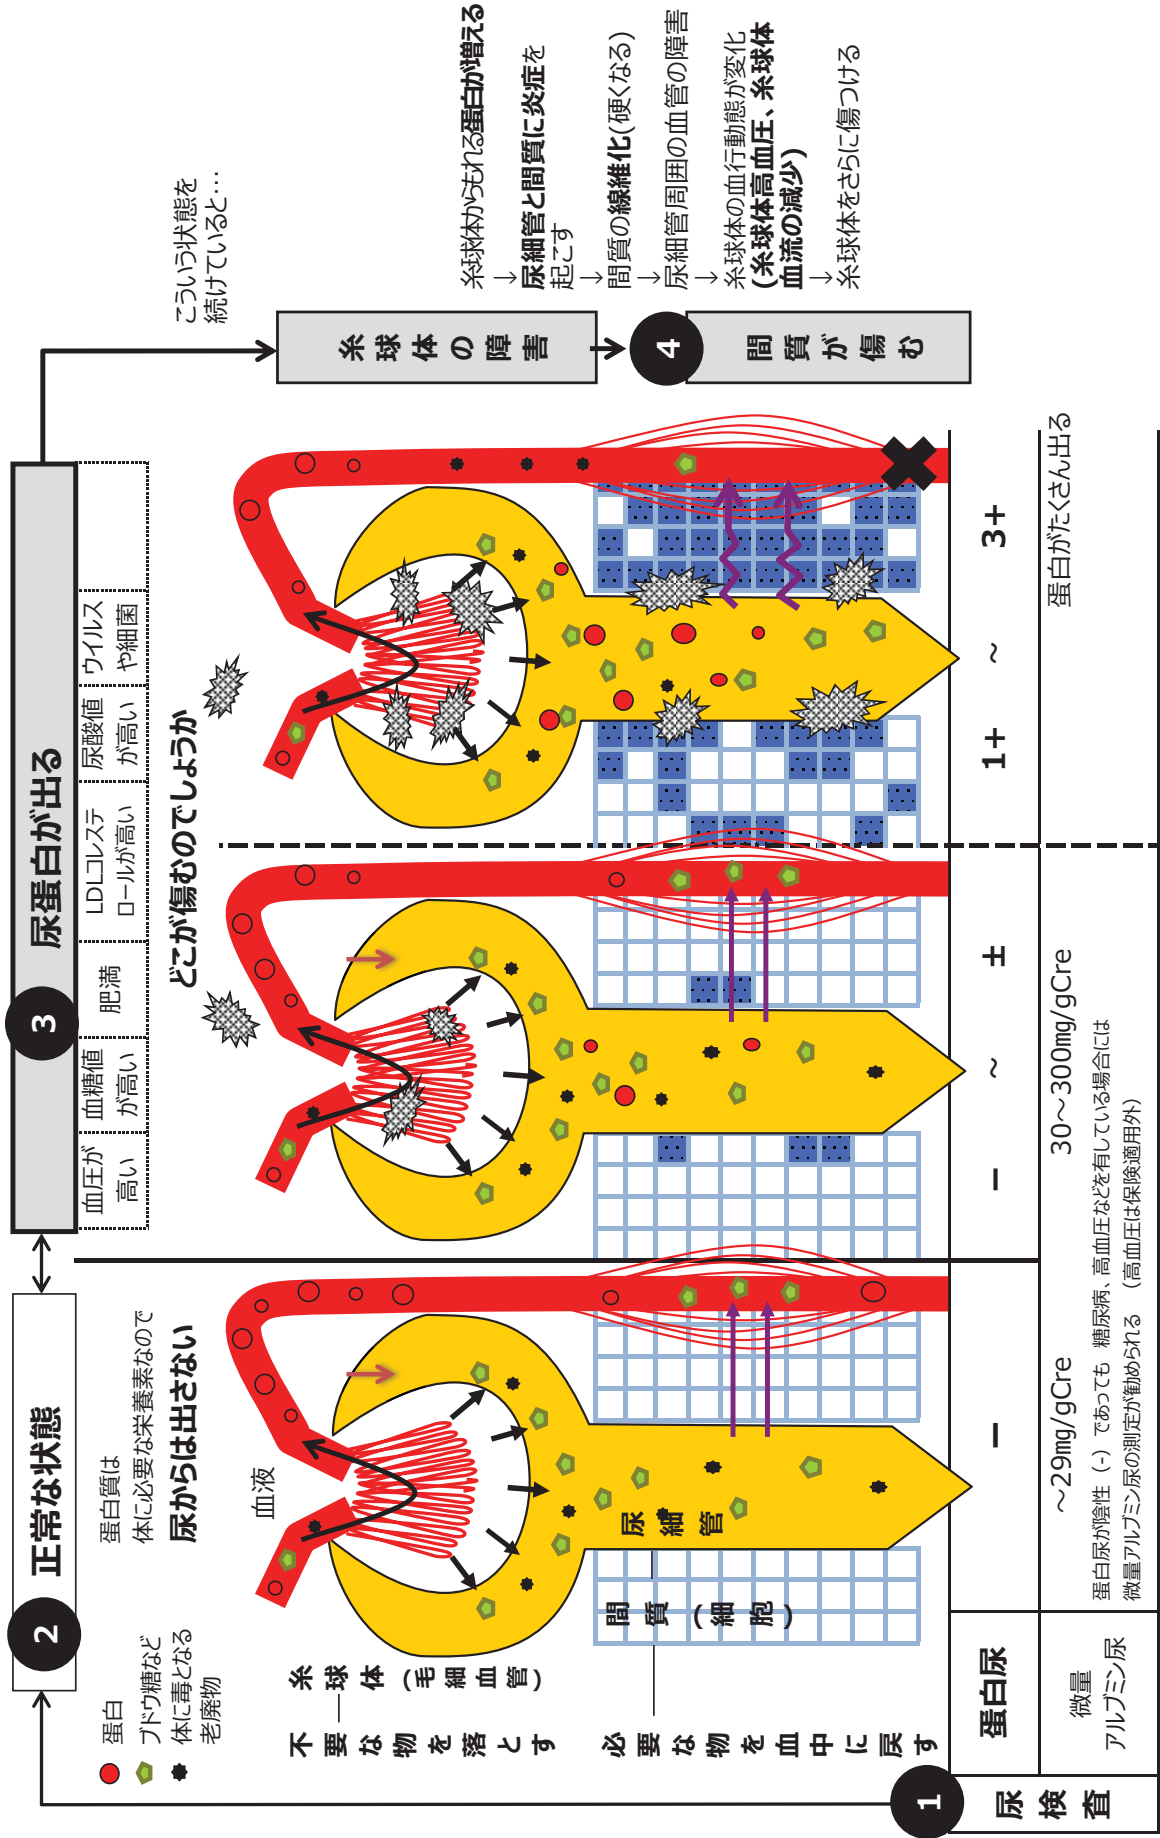 1
尿検査
2
正常な状態
3
尿蛋白が出る
蛋白
ブドウ糖など
体に毒となる
老廃物
蛋白質は
体に必要な栄養素なので
尿からは出さない
血圧が
高い
血糖値
が高い
肥満
LDLコレステ
ロールが高い
尿酸値
が高い
ウイルス
や細菌
どこが傷むのでしょうか
こういう状態を
続けていると…
血液
不要な物を落とす
糸球体(毛細血管)
必要な物を血中に戻す
間質(細胞)
尿細管
糸球体の障害
4
間質が傷む
糸球体からもれる蛋白が増える
→
尿細管と間質に炎症を
起こす
→
間質の線維化(硬くなる)
→
尿細管周囲の血管の障害
→
糸球体の血行動態が変化
(糸球体高血圧、糸球体
血流の減少)
→
糸球体をさらに傷つける
蛋白尿
－
－ ～ ±
1+ ～ 3+
微量
アルブミン尿
～29mg/gCre
30～300mg/gCre
蛋白がたくさん出る
蛋白尿が陰性（-）であっても 糖尿病、高血圧などを有している場合には
微量アルブミン尿の測定が勧められる （高血圧は保険適用外）